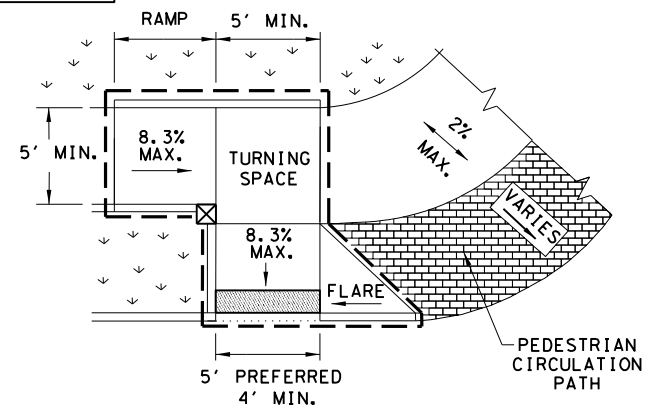 RAMP
5' MIN.
5' MIN.
8.3%
MAX.
TURNING
SPACE
2%
MAX.
VARIES
8.3%
MAX.
FLARE
PEDESTRIAN
CIRCULATION
PATH
5' PREFERRED
4' MIN.